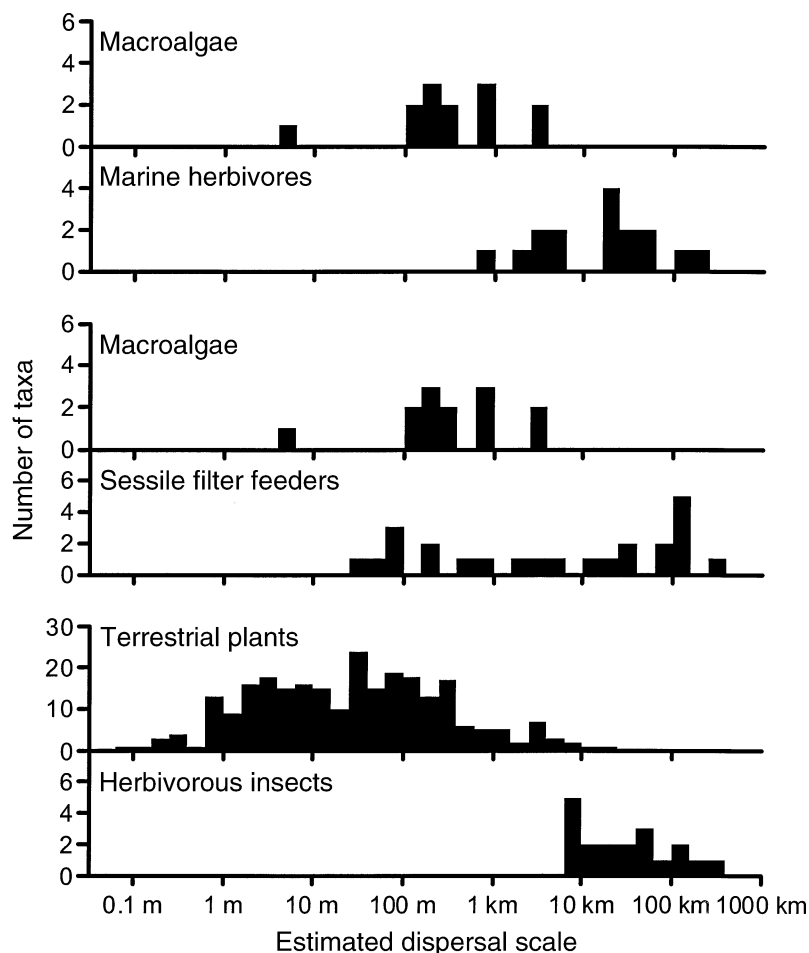 6
Macroalgae
4
2
0
Marine herbivores
4
2
0
6
Macroalgae
4
2
0
Number of taxa
6
Sessile filter feeders
4
2
0
30
Terrestrial plants
20
10
0
6
Herbivorous insects
4
2
0
0.1 m 1 m 10 m 100 m 1 km 10 km 100 km 1000 km
Estimated dispersal scale